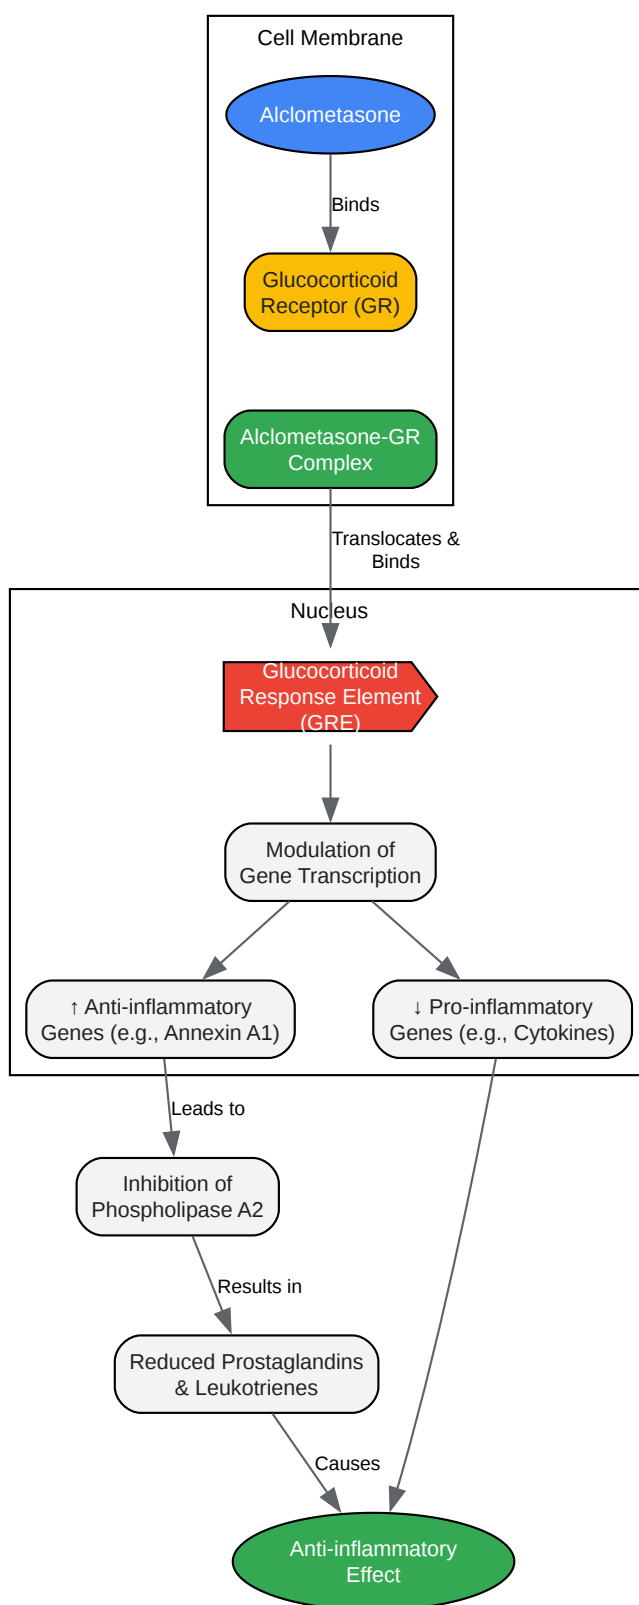 Cell Membrane
Alclometasone
Binds
Glucocorticoid
Receptor (GR)
Alclometasone-GR
Complex
Translocates &
Binds
Nucleus
Glucocorticoid
Response Element
(GRE)
Modulation of
Gene Transcription
↑ Anti-inflammatory
Genes (e.g., Annexin A1)
↓ Pro-inflammatory
Genes (e.g., Cytokines)
Leads to
Inhibition of
Phospholipase A2
Results in
Reduced Prostaglandins
& Leukotrienes
Causes
Anti-inflammatory
Effect